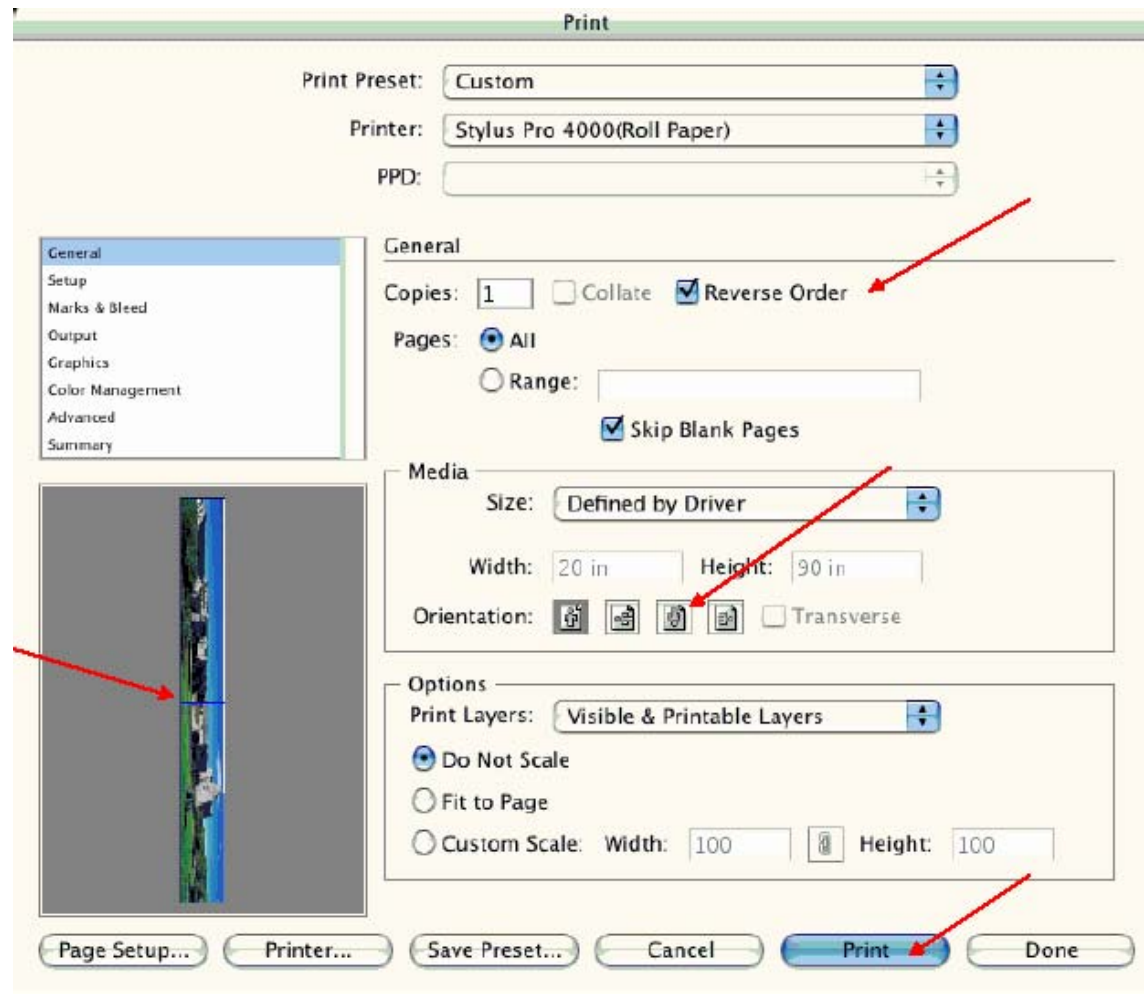 Print
Print Preset: Custom
Printer: Stylus Pro 4000(Roll Paper)
PPD:
General
Setup
Marks & Bleed
Output
Graphics
Color Management
Advanced
Summary
General
Copies: 1 Collate Reverse Order
Pages: All
Range:
Skip Blank Pages
Media
Size: Defined by Driver
Width: 20 in Height: 90 in
Orientation: Transverse
Options
Print Layers: Visible & Printable Layers
Do Not Scale
Fit to Page
Custom Scale: Width: 100 Height: 100
Page Setup... Printer... Save Preset... Cancel Print Done